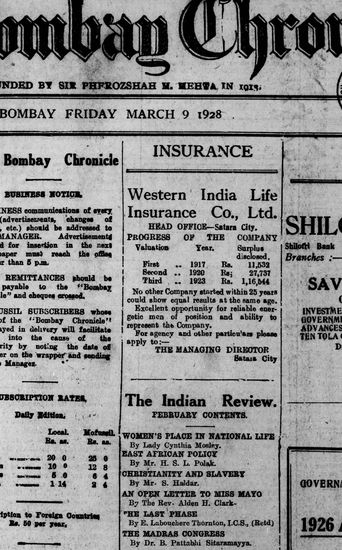 Bombay Chron
FOUNDED BY SIR PHEROZSHAH M. MEHTA IN 1913.
BOMBAY FRIDAY MARCH 9 1928
Bombay Chronicle
BUSINESS NOTICE.
communications of every
(advertisements, changes of
, etc.) should be addressed to
MANAGER. Advertisements
for insertion in the next
paper must reach the office
than 5 p.m.
REMITTANCES should be
payable to the "Bombay
" and cheques crossed.
SUBSCRIBERS whose
of the "Bombay Chronicle"
in delivery will facilitate
into the cause of the
by noting the date of
on the wrapper and sending
Manager.
SUBSCRIPTION RATES.
Daily Edition.
Local. Mofussil.
Rs. as. Rs. as.
20 0 25 0
10 0 12 8
5 0 6 4
1 14 2 4
to Foreign Countries
Rs. 50 per year.
INSURANCE
Western India Life
Insurance Co., Ltd.
HEAD OFFICE—Satara City.
PROGRESS OF THE COMPANY
Valuation Year. Surplus
disclosed,
First .. 1917 Rs. 11,532
Second .. 1920 Rs; 27,737
Third .. 1923 Rs. 1,16,044
No other Company started within 25 years
could show equal results at the same age.
Excellent opportunity for reliable ener-
getic men of position and ability to
represent the Company.
For agency and other particulars please
apply to:—
THE MANAGING DIRECTOR
Satara City
The Indian Review.
FEBRUARY CONTENTS.
WOMEN'S PLACE IN NATIONAL LIFE
By Lady Cynthia Mosley.
EAST AFRICAN POLICY
By Mr. H. S. L. Polak.
CHRISTIANITY AND SLAVERY
By Mr. S. Haldar.
AN OPEN LETTER TO MISS MAYO
By The Rev. Alden H. Clark-
THE LAST PHASE
By E. Labouchere Thornton, I.C.S., (Retd)
THE MADRAS CONGRESS
By Dr. B. Pattabhi Sitaramayya.
SHILO
Shilotri Bank
Branches :—
SAV
INVESTME
GOVERNM
ADVANCES
TEN TOLA
GOVERN
1926